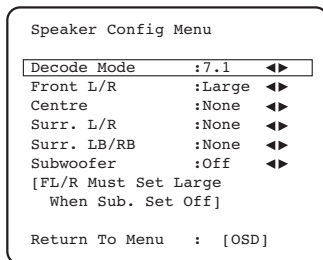 Speaker Config Menu
Decode Mode :7.1 ◄►
Front L/R :Large ◄►
Centre :None ◄►
Surr. L/R :None ◄►
Surr. LB/RB :None ◄►
Subwoofer :Off ◄►
[FL/R Must Set Large
When Sub. Set Off]
Return To Menu : [OSD]